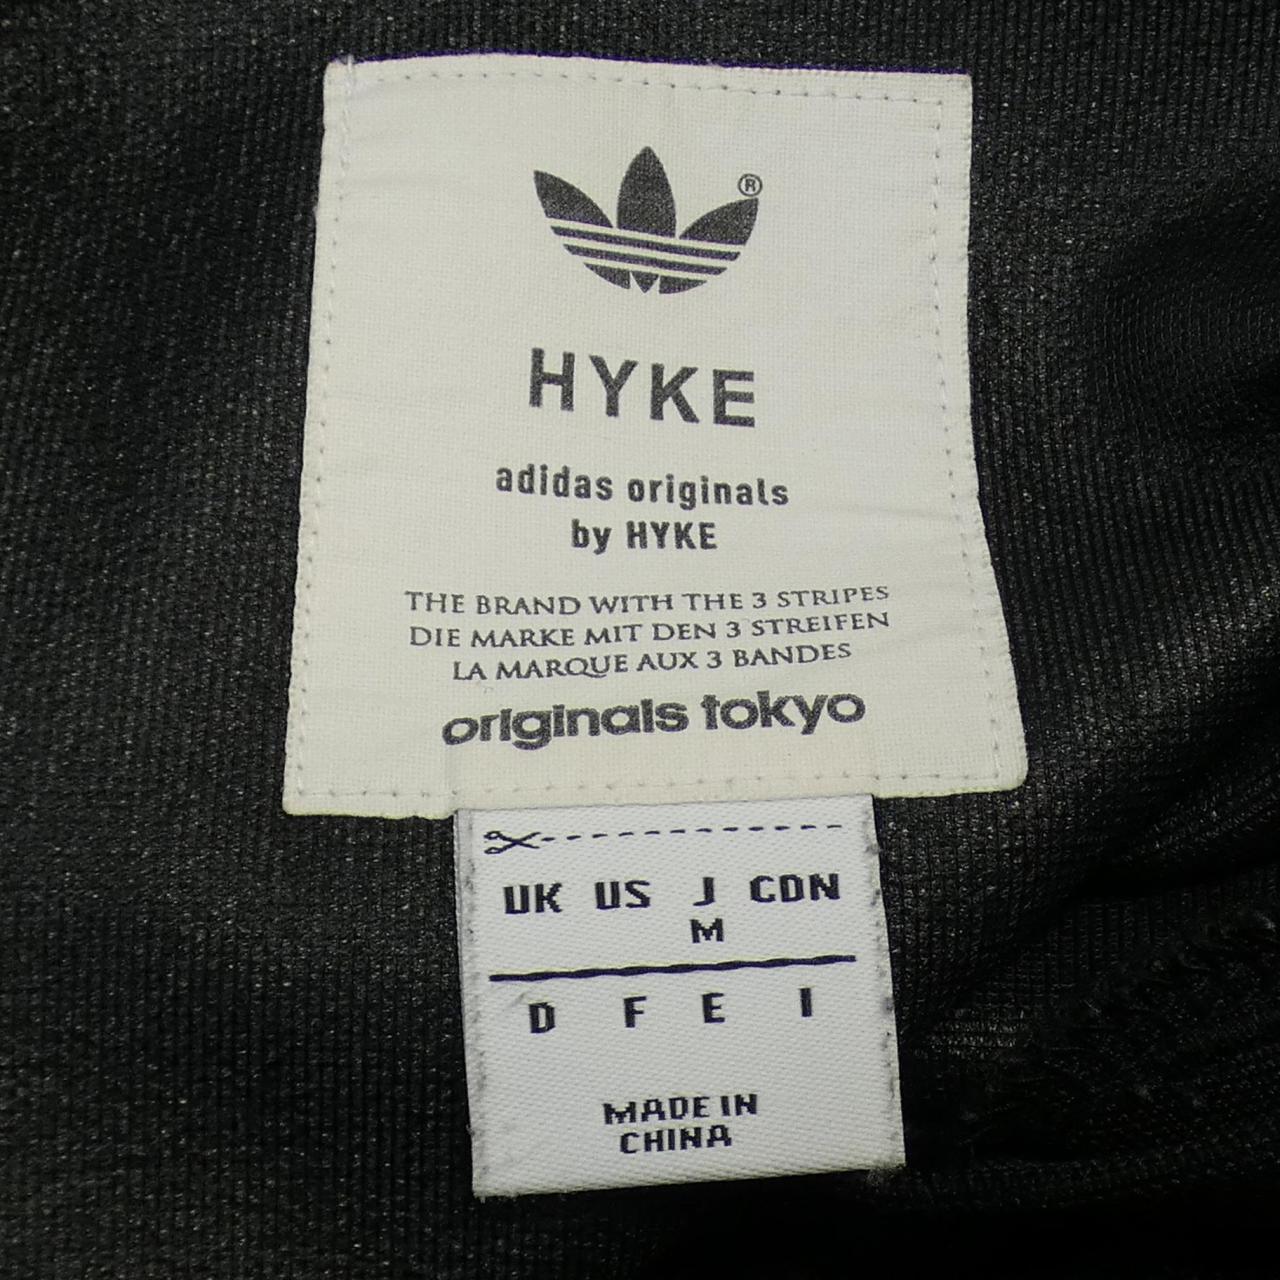 ®
HYKE
adidas originals
by HYKE
THE BRAND WITH THE 3 STRIPES
DIE MARKE MIT DEN 3 STREIFEN
LA MARQUE AUX 3 BANDES
originals tokyo
UK US J CDN
M
D F E I
MADE IN
CHINA